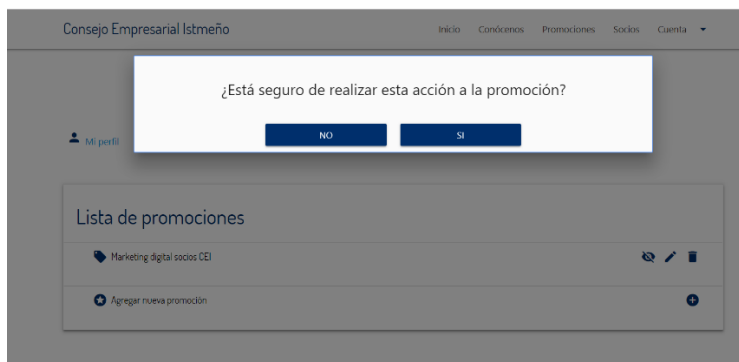 Consejo Empresarial Istmeño
Inicio Conócenos Promociones Socios Cuenta
¿Está seguro de realizar esta acción a la promoción?
NO SI
Mi perfil
Lista de promociones
Marketing digital socios CEI
Agregar nueva promoción